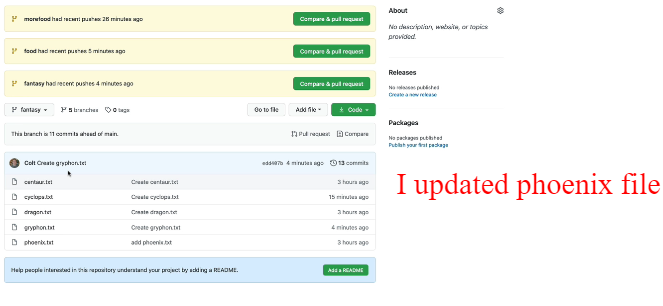 morefood had recent pushes 26 minutes ago
Compare & pull request
food had recent pushes 5 minutes ago
Compare & pull request
fantasy had recent pushes 4 minutes ago
Compare & pull request
fantasy
5 branches
0 tags
Go to file
Add file
Code
This branch is 11 commits ahead of main.
Pull request
Compare
Colt Create gryphon.txt
edd407b 4 minutes ago
13 commits
centaur.txt Create centaur.txt 3 hours ago
cyclops.txt Create cyclops.txt 15 minutes ago
dragon.txt Create dragon.txt 3 hours ago
gryphon.txt Create gryphon.txt 4 minutes ago
phoenix.txt add phoenix.txt 3 hours ago
Help people interested in this repository understand your project by adding a README.
Add a README
About
No description, website, or topics
provided.
Releases
No releases published
Create a new release
Packages
No packages published
Publish your first package
I updated phoenix file